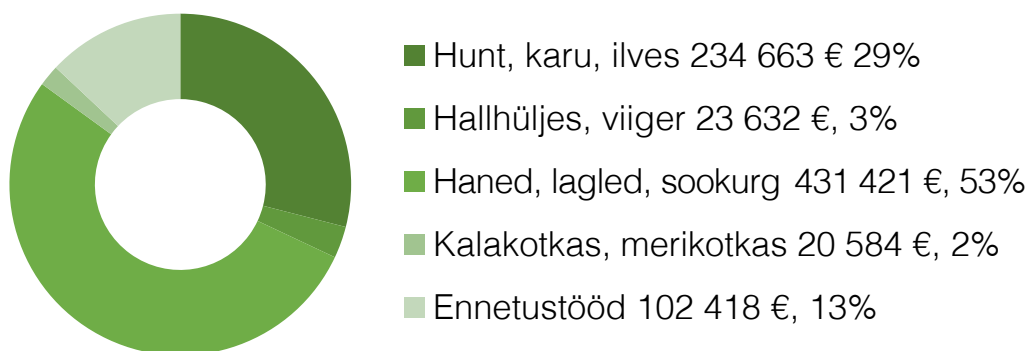 Hunt, karu, ilves 234 663 € 29%
Hallhüljes, viiger 23 632 €, 3%
Haned, lagled, sookurg 431 421 €, 53%
Kalakotkas, merikotkas 20 584 €, 2%
Ennetustööd 102 418 €, 13%